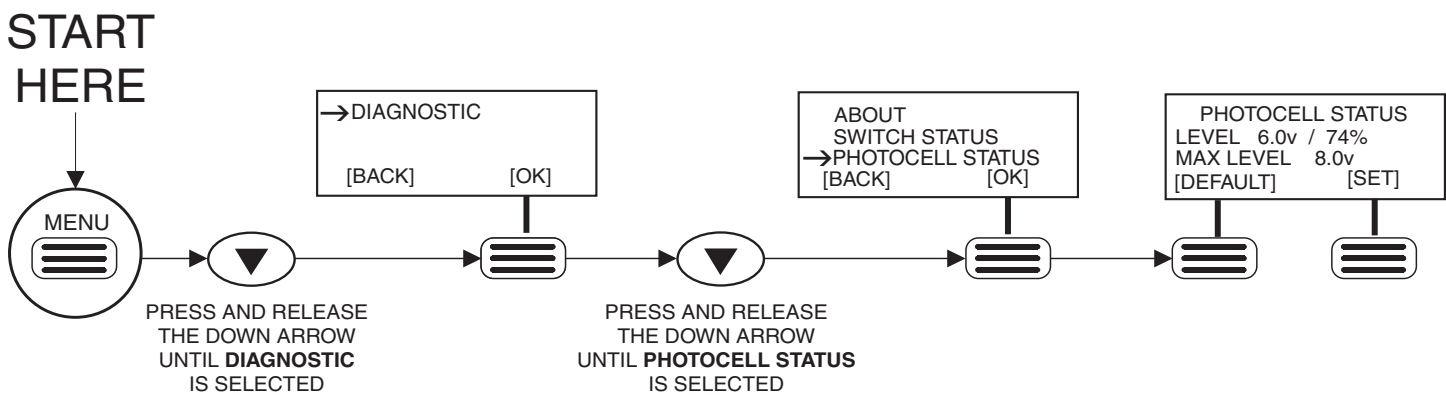 START
HERE
MENU
PRESS AND RELEASE
THE DOWN ARROW
UNTIL DIAGNOSTIC
IS SELECTED
→DIAGNOSTIC
[BACK] [OK]
PRESS AND RELEASE
THE DOWN ARROW
UNTIL PHOTOCELL STATUS
IS SELECTED
ABOUT
SWITCH STATUS
→PHOTOCELL STATUS
[BACK] [OK]
PHOTOCELL STATUS
LEVEL 6.0v / 74%
MAX LEVEL 8.0v
[DEFAULT] [SET]